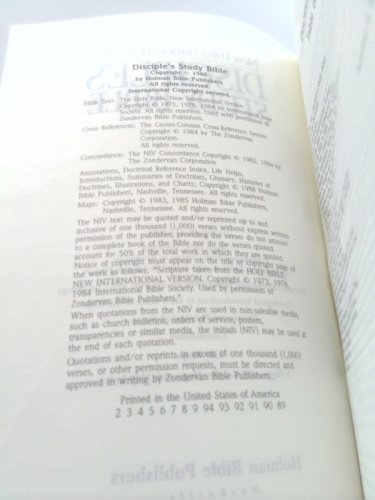 Disciple's Study Bible
Copyright © 1988
by Holman Bible Publishers
All rights reserved.
International Copyright secured.
Bible Text: The Holy Bible, New International Version
Copyright © 1973, 1978, 1984 by International Bible
Society. All rights reserved. Used with permission of
Zondervan Bible Publishers.
Cross References: The Center-Column Cross-Reference System
Copyright © 1984 by The Zondervan
Corporation.
All rights reserved.
Concordance: The NIV Concordance Copyright © 1982, 1984 by
The Zondervan Corporation
Annotations, Doctrinal Reference Index, Life Helps,
Introductions, Summaries of Doctrines, Glossary, Histories of
Doctrines, Illustrations, and Charts; Copyright © 1988 Holman
Bible Publishers, Nashville, Tennessee. All rights reserved.
Maps: Copyright © 1983, 1985 Holman Bible Publishers,
Nashville, Tennessee. All rights reserved.
The NIV text may be quoted and/or reprinted up to and
inclusive of one thousand (1,000) verses without express written
permission of the publisher, providing the verses do not amount
to a complete book of the Bible nor do the verses quoted
account for 50% of the total work in which they are quoted.
Notice of copyright must appear on the title or copyright page of
the work as follows: "Scripture taken from the HOLY BIBLE:
NEW INTERNATIONAL VERSION. Copyright © 1973, 1978,
1984 International Bible Society. Used by permission of
Zondervan Bible Publishers."
When quotations from the NIV are used in non-saleable media,
such as church bulletins, orders of service, posters,
transparencies or similar media, the initials (NIV) may be used at
the end of each quotation.
Quotations and/or reprints in excess of one thousand (1,000)
verses, or other permission requests, must be directed and
approved in writing by Zondervan Bible Publishers.
Printed in the United States of America
2 3 4 5 6 7 8 9 94 93 92 91 90 89
Holman Bible Publishers